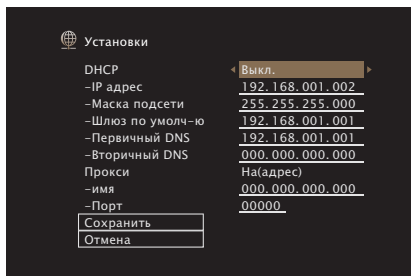 Установки
DHCP Выкл.
–IP адрес 192.168.001.002
–Маска подсети 255.255.255.000
–Шлюз по умолч-ю 192.168.001.001
–Первичный DNS 192.168.001.001
–Вторичный DNS 000.000.000.000
Прокси На(адрес)
–имя 000.000.000.000
–Порт 00000
Сохранить
Отмена